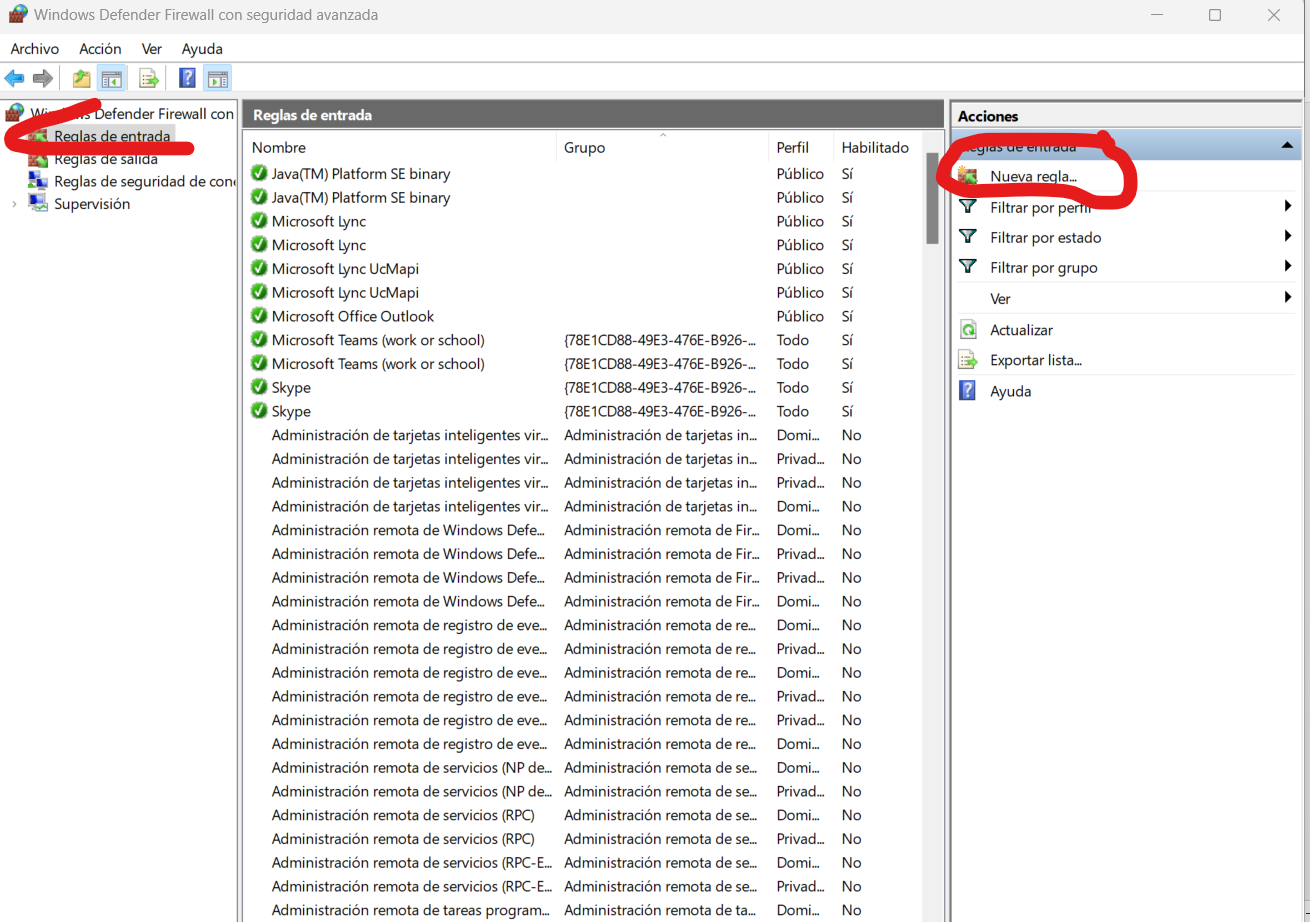 Windows Defender Firewall con seguridad avanzada
Archivo Acción Ver Ayuda
Windows Defender Firewall con
Reglas de entrada
Reglas de salida
Reglas de seguridad de con
Supervisión
Reglas de entrada
Nombre Grupo Perfil Habilitado
Java(TM) Platform SE binary Público Sí
Java(TM) Platform SE binary Público Sí
Microsoft Lync Público Sí
Microsoft Lync Público Sí
Microsoft Lync UcMapi Público Sí
Microsoft Lync UcMapi Público Sí
Microsoft Office Outlook Público Sí
Microsoft Teams (work or school) {78E1CD88-49E3-476E-B926-... Todo Sí
Microsoft Teams (work or school) {78E1CD88-49E3-476E-B926-... Todo Sí
Skype {78E1CD88-49E3-476E-B926-... Todo Sí
Skype {78E1CD88-49E3-476E-B926-... Todo Sí
Administración de tarjetas inteligentes vir... Administración de tarjetas in... Domi... No
Administración de tarjetas inteligentes vir... Administración de tarjetas in... Privad... No
Administración de tarjetas inteligentes vir... Administración de tarjetas in... Privad... No
Administración de tarjetas inteligentes vir... Administración de tarjetas in... Domi... No
Administración remota de Windows Defe... Administración remota de Fir... Domi... No
Administración remota de Windows Defe... Administración remota de Fir... Privad... No
Administración remota de Windows Defe... Administración remota de Fir... Privad... No
Administración remota de Windows Defe... Administración remota de Fir... Domi... No
Administración remota de registro de eve... Administración remota de re... Domi... No
Administración remota de registro de eve... Administración remota de re... Privad... No
Administración remota de registro de eve... Administración remota de re... Domi... No
Administración remota de registro de eve... Administración remota de re... Privad... No
Administración remota de registro de eve... Administración remota de re... Privad... No
Administración remota de registro de eve... Administración remota de re... Domi... No
Administración remota de servicios (NP de... Administración remota de se... Domi... No
Administración remota de servicios (NP de... Administración remota de se... Privad... No
Administración remota de servicios (RPC) Administración remota de se... Domi... No
Administración remota de servicios (RPC) Administración remota de se... Privad... No
Administración remota de servicios (RPC-E... Administración remota de se... Domi... No
Administración remota de servicios (RPC-E... Administración remota de se... Privad... No
Administración remota de tareas program... Administración remota de ta... Domi... No
Acciones
Reglas de entrada
Nueva regla...
Filtrar por perfil
Filtrar por estado
Filtrar por grupo
Ver
Actualizar
Exportar lista...
Ayuda